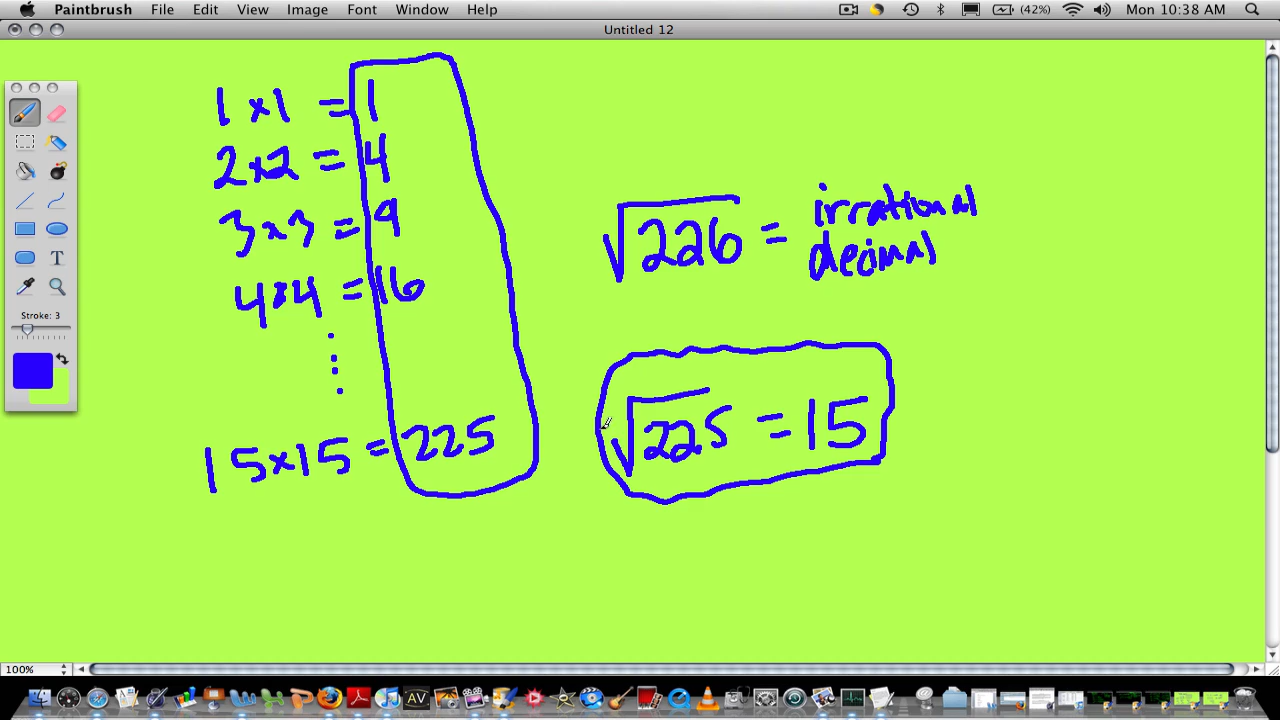 Paintbrush File Edit View Image Font Window Help (42%) Mon 10:38 AM
Untitled 12
1 x 1 = 1
2 x 2 = 4
3 x 3 = 9
4 x 4 = 16
15 x 15 = 225
√226 = irrational
decimal
√225 = 15
T
Stroke: 3
100%
AV